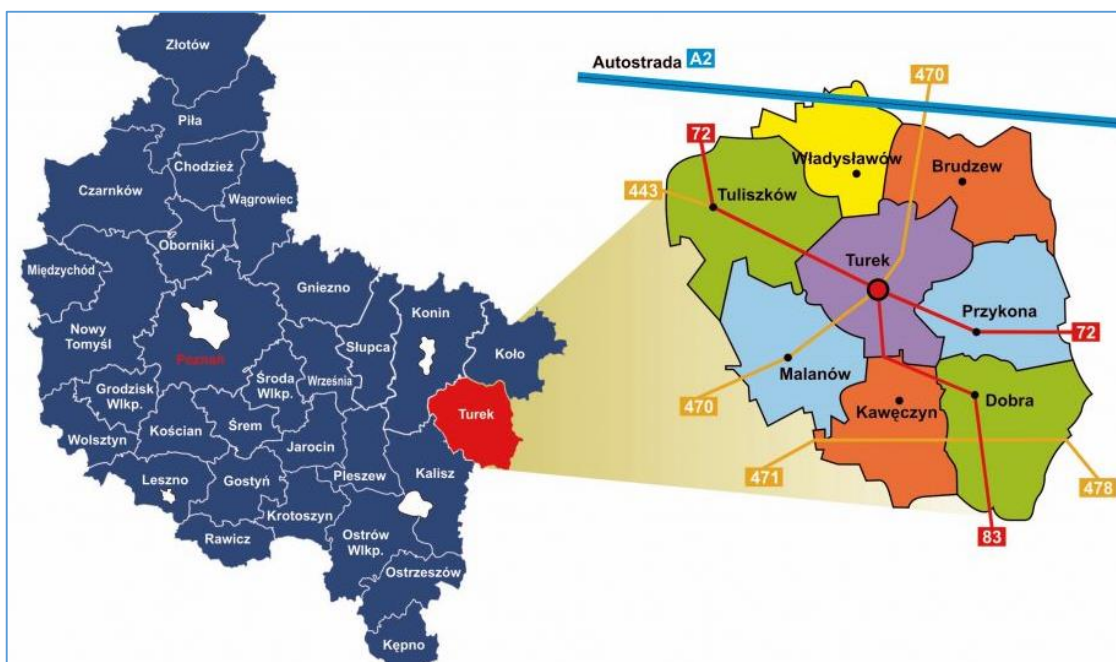 Złotów
Piła
Chodzież
Czarnków
Wągrowiec
Oborniki
Międzychód
Gniezno
Konin
Nowy
Tomyśl
Słupca
Koło
Poznań
Środa
Wlkp.
Września
Grodzisk
Wlkp.
Turek
Kościan
Śrem
Wolsztyn
Jarocin
Leszno
Gostyń
Pleszew
Kalisz
Krotoszyn
Rawicz
Ostrów
Wlkp.
Ostrzeszów
Kępno
Autostrada A2
470
72
Władysławów
Brudzew
443
Tuliszków
Turek
Przykona
72
Malanów
470
Kawęczyn
Dobra
471
478
83